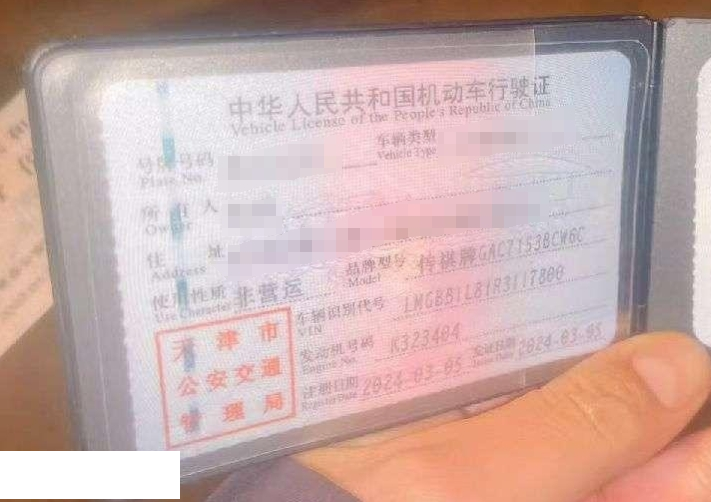 中华人民共和国机动车行驶证
Vehicle License of the People's Republic of China
号牌号码 车辆类型
Plate No. Vehicle Type
所有人
Owner
住址
Address
品牌型号 传祺牌GAC7153BCW6C
Model
使用性质 非营运
Use Character
车辆识别代号 LMGBB1L81R3117800
VIN
发动机号码 K323404
Engine No.
注册日期 2024-03-05 发证日期 2024-03-05
Register Date Issue Date
天津市
公安交通
管理局